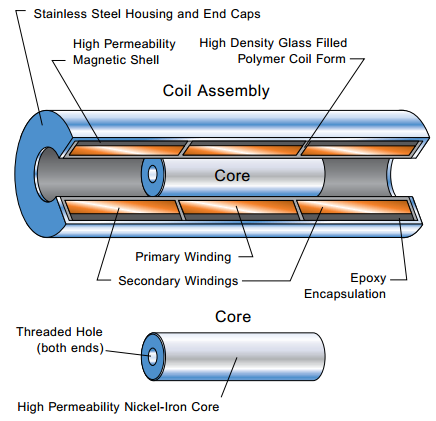 Stainless Steel Housing and End Caps
High Permeability
Magnetic Shell
High Density Glass Filled
Polymer Coil Form
Coil Assembly
Core
Primary Winding
Secondary Windings
Epoxy
Encapsulation
Core
Threaded Hole
(both ends)
High Permeability Nickel-Iron Core